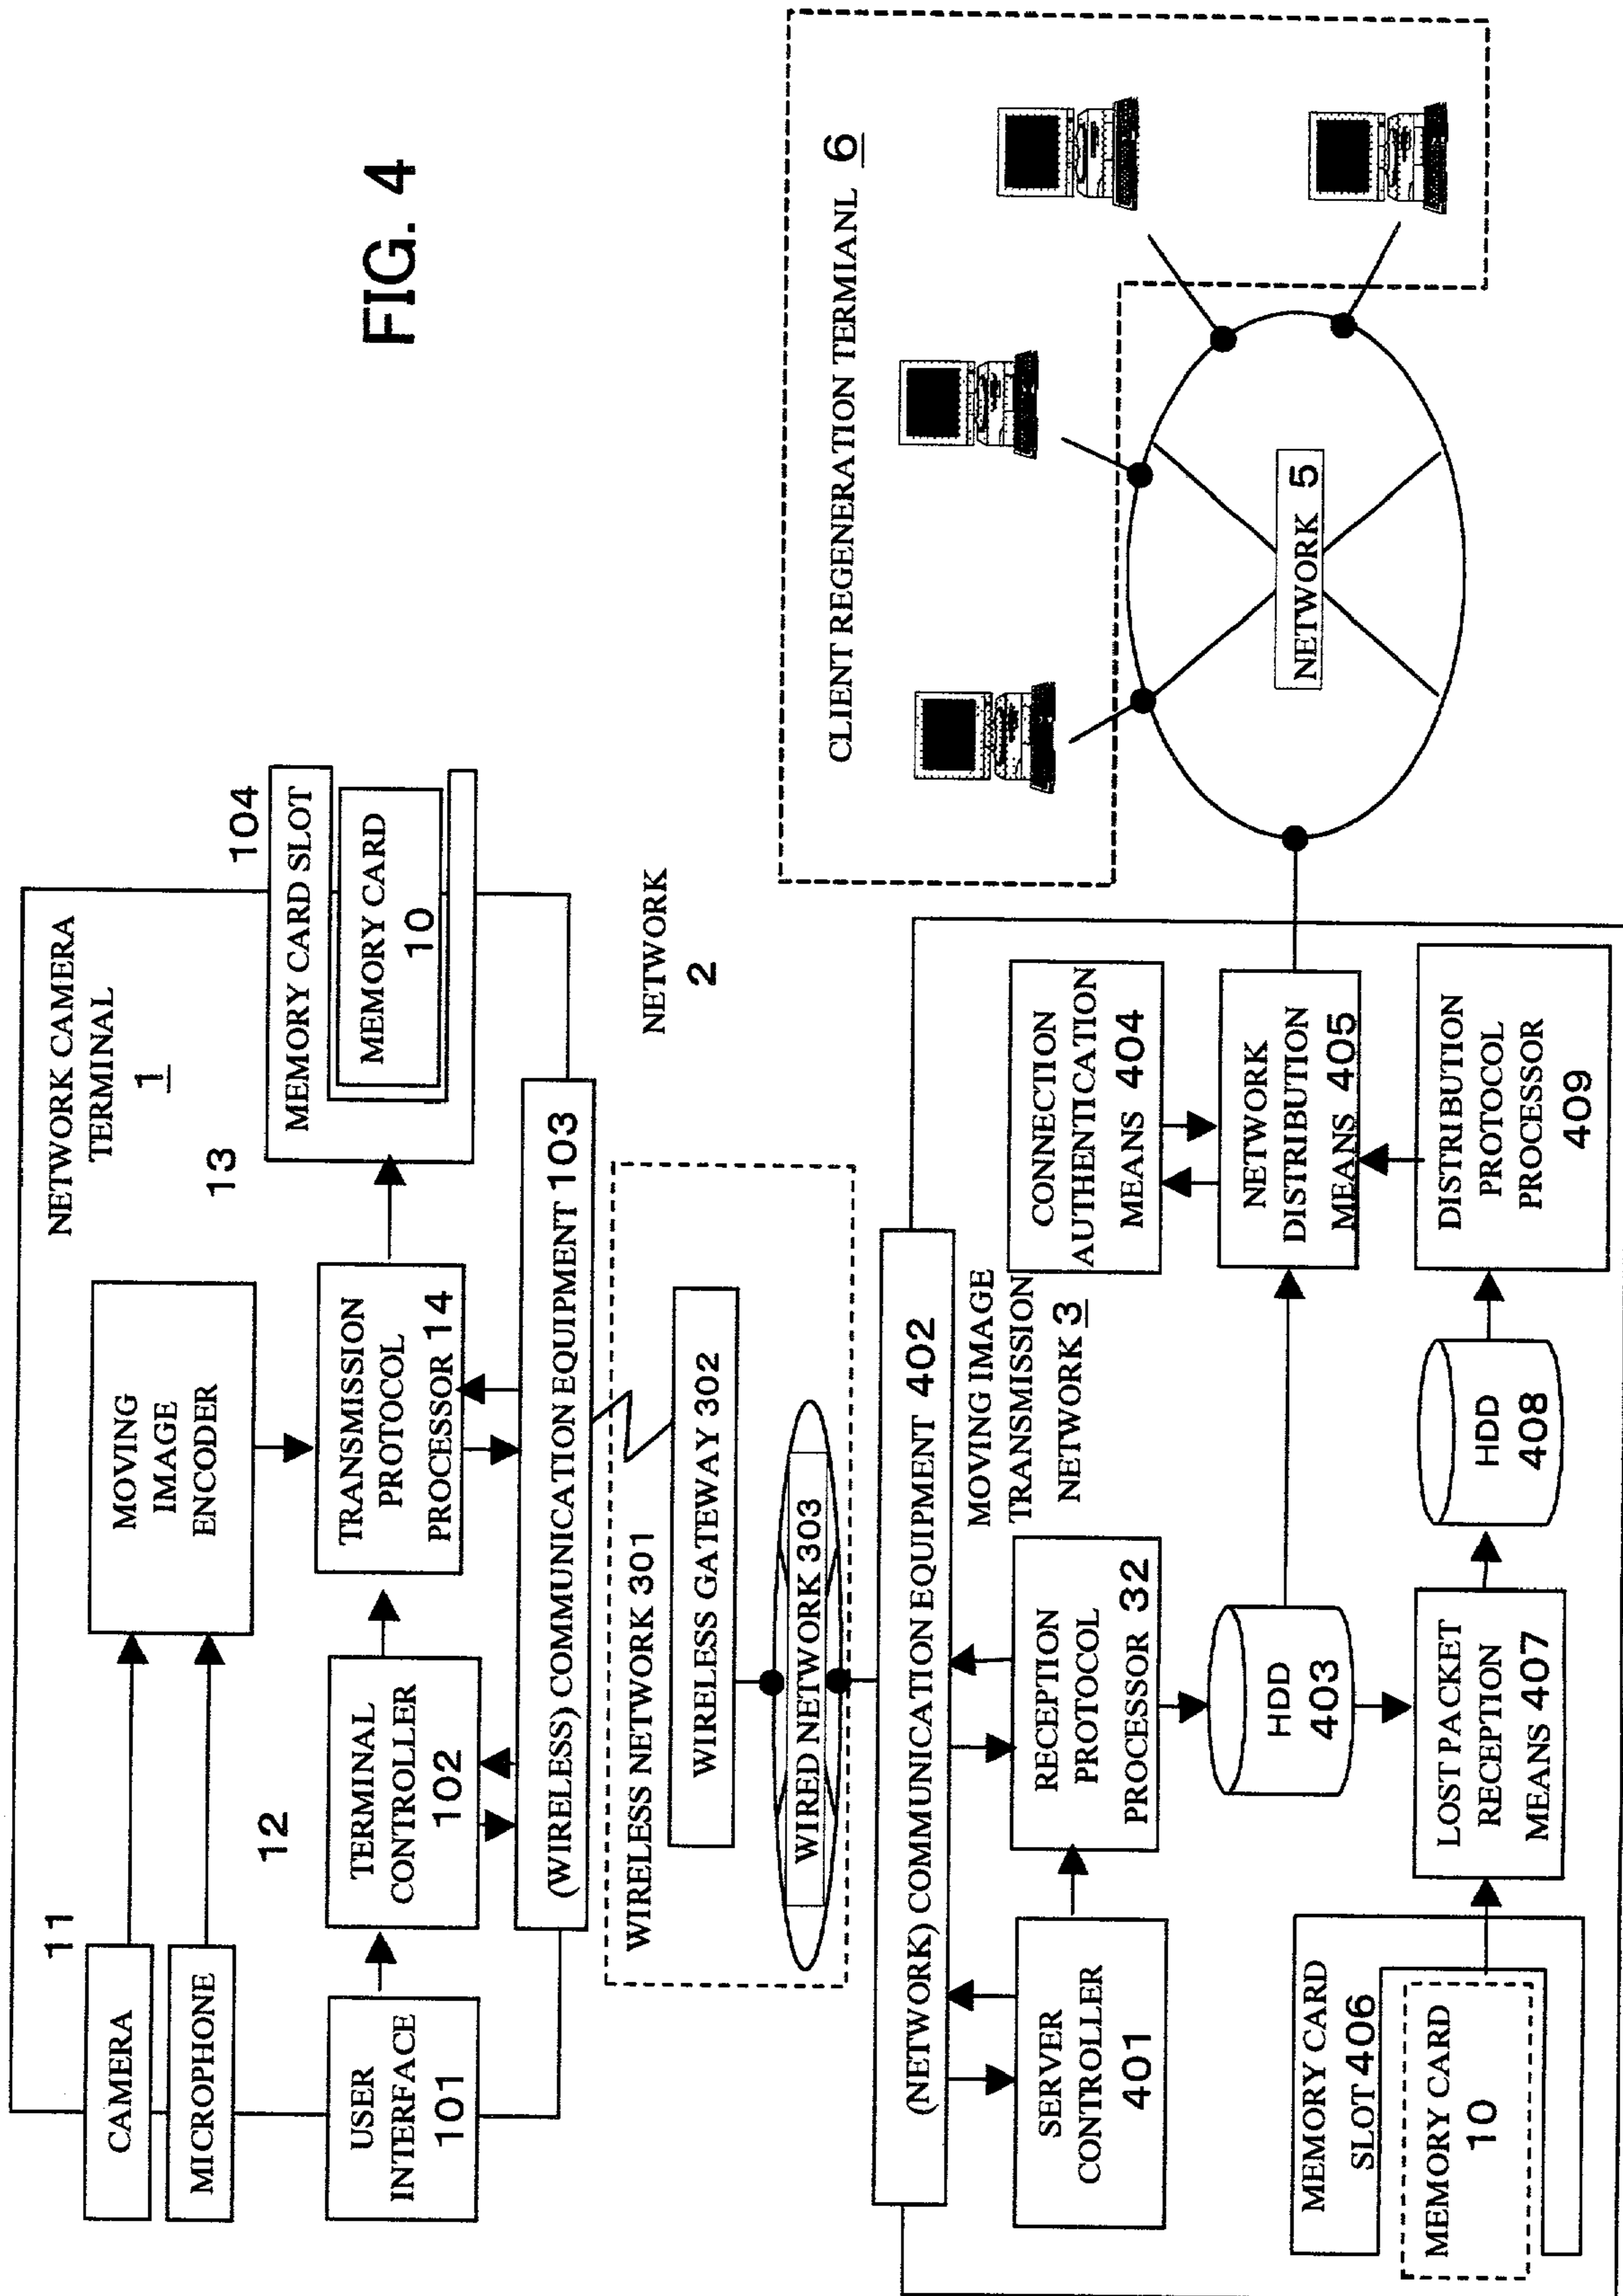 FIG. 4
NETWORK CAMERA
TERMINAL
1
11
CAMERA
MICROPHONE
12
13
MOVING
IMAGE
ENCODER
USER
INTERFACE
101
TERMINAL
CONTROLLER
102
TRANSMISSION
PROTOCOL
PROCESSOR 14
104
MEMORY CARD SLOT
MEMORY CARD
10
(WIRELESS) COMMUNICATION EQUIPMENT 103
NETWORK
2
WIRELESS NETWORK 301
WIRELESS GATEWAY 302
WIRED NETWORK 303
(NETWORK) COMMUNICATION EQUIPMENT 402
MOVING IMAGE
TRANSMISSION
NETWORK 3
SERVER
CONTROLLER
401
RECEPTION
PROTOCOL
PROCESSOR 32
CONNECTION
AUTHENTICATION
MEANS 404
HDD
403
NETWORK
DISTRIBUTION
MEANS 405
MEMORY CARD
SLOT 406
MEMORY CARD
10
LOST PACKET
RECEPTION
MEANS 407
HDD
408
DISTRIBUTION
PROTOCOL
PROCESSOR
409
CLIENT REGENERATION TERMIANL 6
NETWORK 5